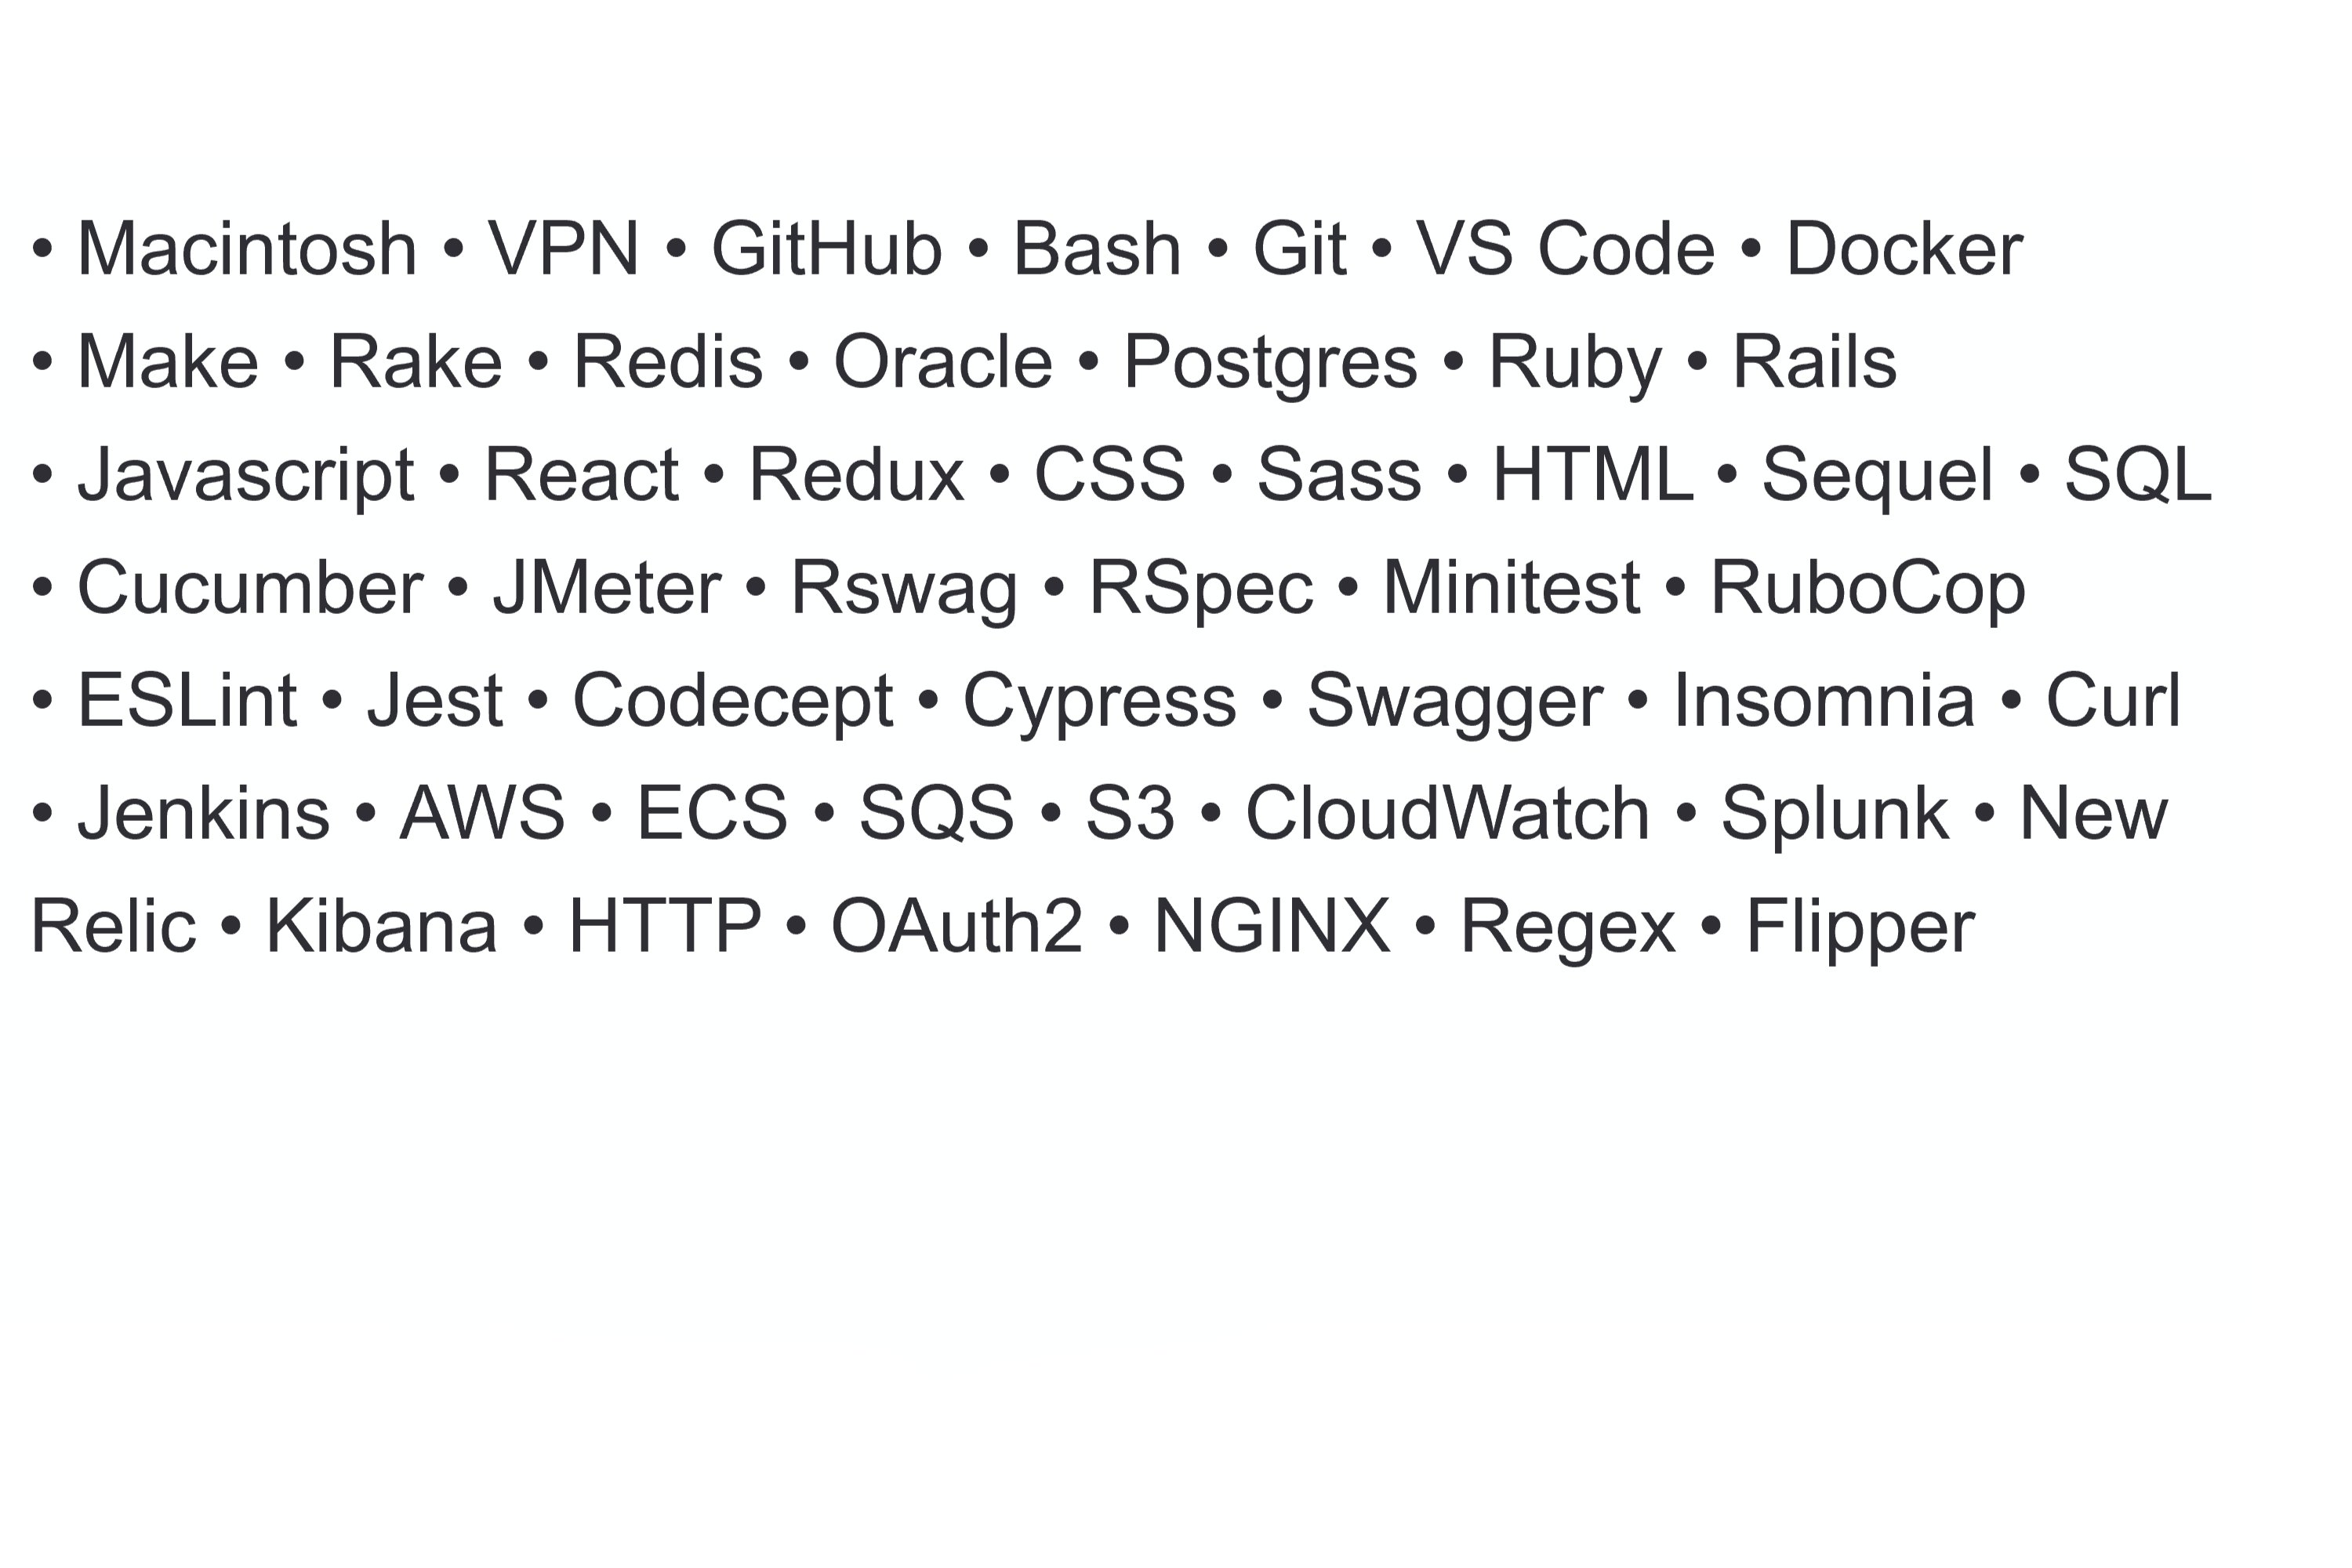 • Macintosh • VPN • GitHub • Bash • Git • VS Code • Docker
• Make • Rake • Redis • Oracle • Postgres • Ruby • Rails
• Javascript • React • Redux • CSS • Sass • HTML • Sequel • SQL
• Cucumber • JMeter • Rswag • RSpec • Minitest • RuboCop
• ESLint • Jest • Codecept • Cypress • Swagger • Insomnia • Curl
• Jenkins • AWS • ECS • SQS • S3 • CloudWatch • Splunk • New
Relic • Kibana • HTTP • OAuth2 • NGINX • Regex • Flipper